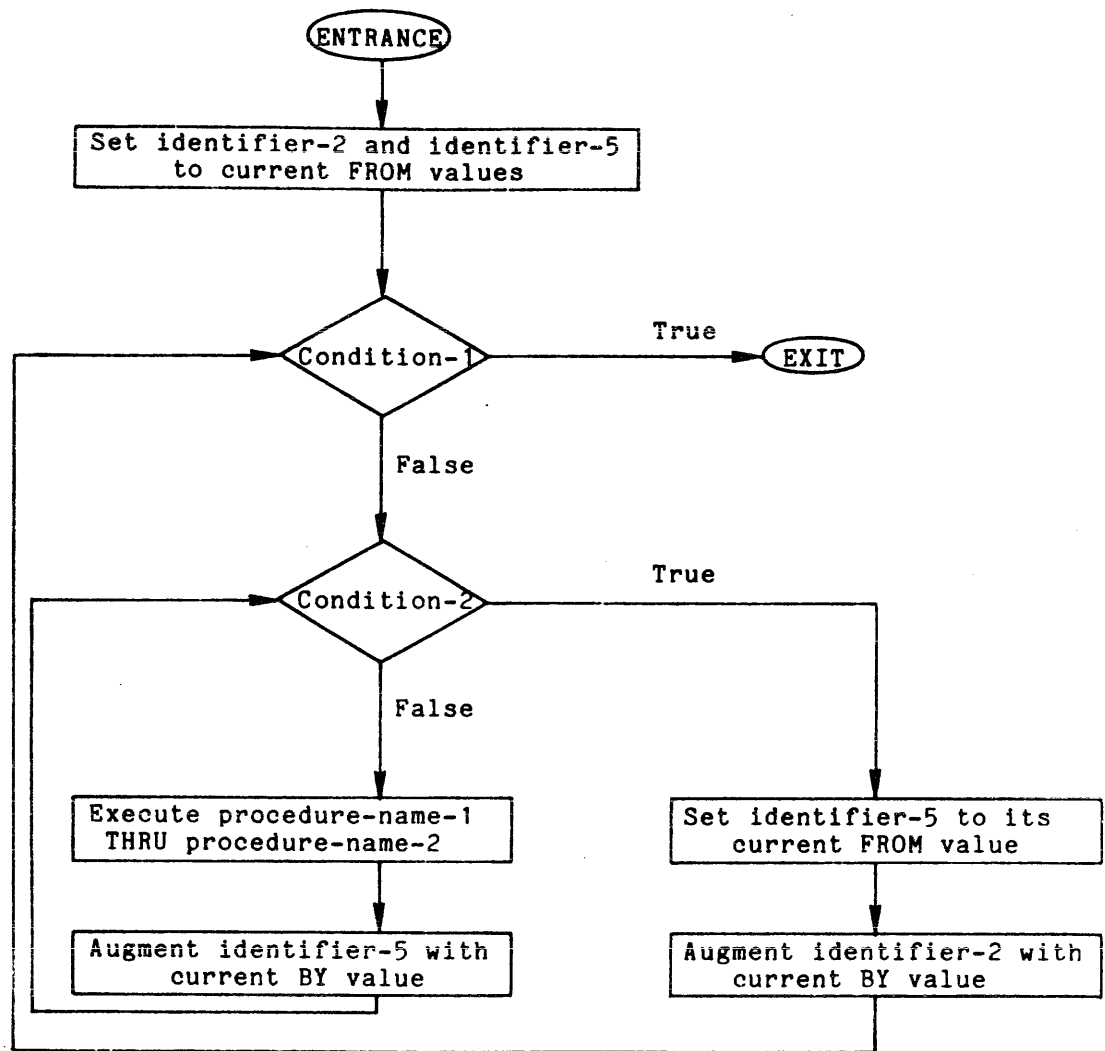 ENTRANCE
Set identifier-2 and identifier-5
to current FROM values
Condition-1
True
EXIT
False
Condition-2
True
False
Execute procedure-name-1
THRU procedure-name-2
Augment identifier-5 with
current BY value
Set identifier-5 to its
current FROM value
Augment identifier-2 with
current BY value